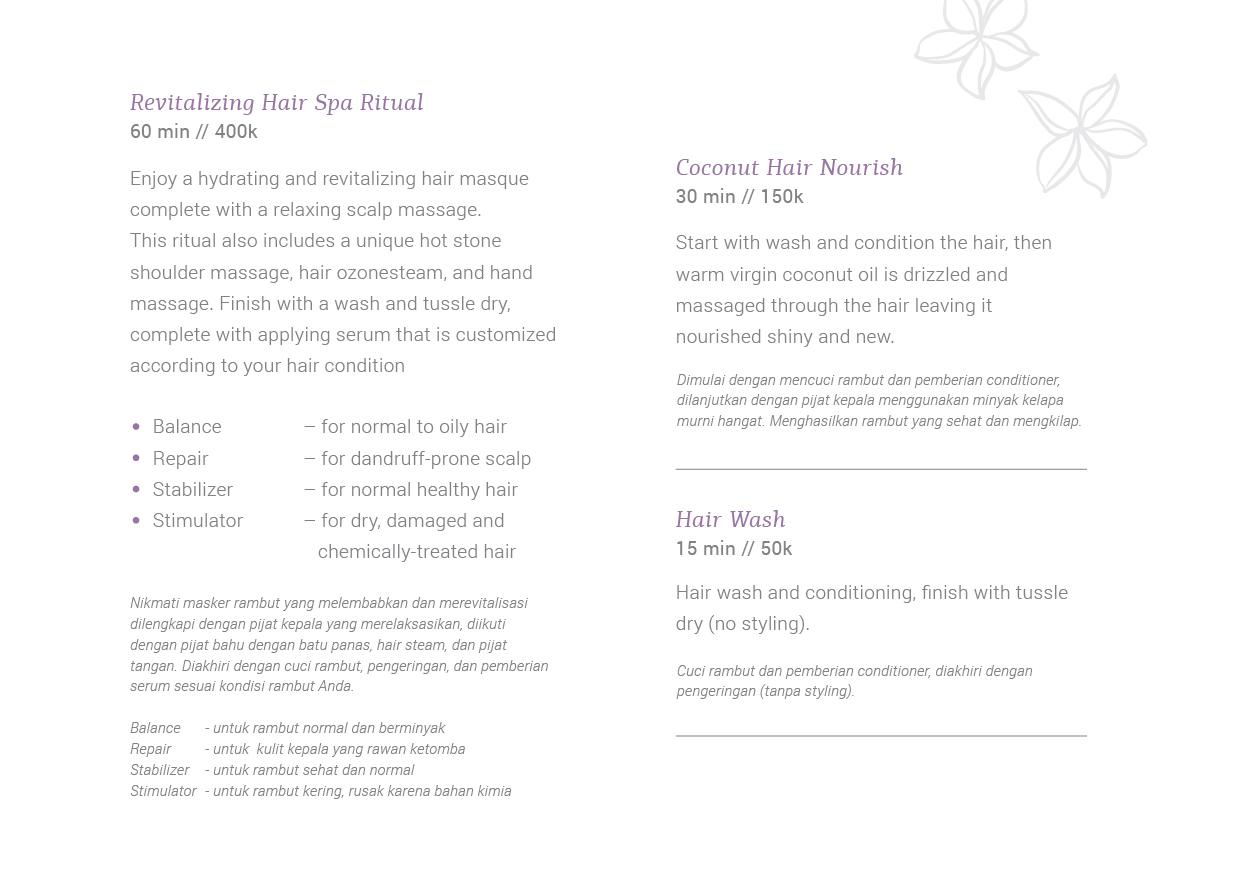 Revitalizing Hair Spa Ritual
60 min // 400k
Enjoy a hydrating and revitalizing hair masque
complete with a relaxing scalp massage.
This ritual also includes a unique hot stone
shoulder massage, hair ozonesteam, and hand
massage. Finish with a wash and tussle dry,
complete with applying serum that is customized
according to your hair condition
• Balance – for normal to oily hair
• Repair – for dandruff-prone scalp
• Stabilizer – for normal healthy hair
• Stimulator – for dry, damaged and
chemically-treated hair
Nikmati masker rambut yang melembabkan dan merevitalisasi
dilengkapi dengan pijat kepala yang merelaksasikan, diikuti
dengan pijat bahu dengan batu panas, hair steam, dan pijat
tangan. Diakhiri dengan cuci rambut, pengeringan, dan pemberian
serum sesuai kondisi rambut Anda.
Balance - untuk rambut normal dan berminyak
Repair - untuk kulit kepala yang rawan ketomba
Stabilizer - untuk rambut sehat dan normal
Stimulator - untuk rambut kering, rusak karena bahan kimia
Coconut Hair Nourish
30 min // 150k
Start with wash and condition the hair, then
warm virgin coconut oil is drizzled and
massaged through the hair leaving it
nourished shiny and new.
Dimulai dengan mencuci rambut dan pemberian conditioner,
dilanjutkan dengan pijat kepala menggunakan minyak kelapa
murni hangat. Menghasilkan rambut yang sehat dan mengkilap.
Hair Wash
15 min // 50k
Hair wash and conditioning, finish with tussle
dry (no styling).
Cuci rambut dan pemberian conditioner, diakhiri dengan
pengeringan (tanpa styling).